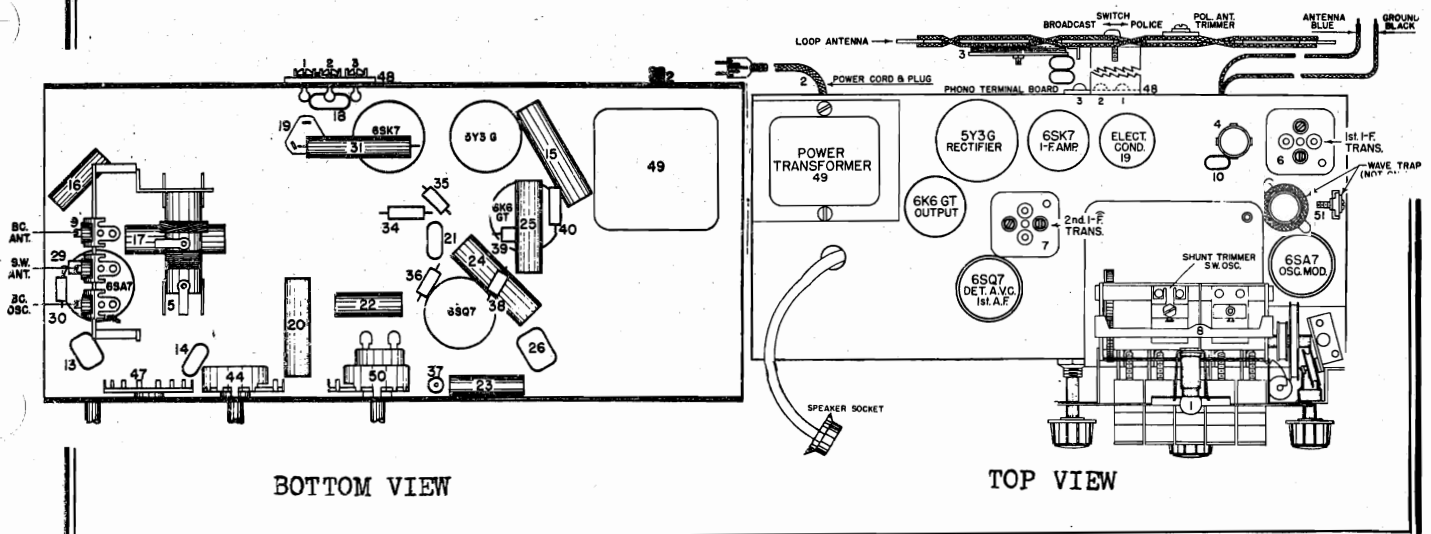 1 2 3
48
18
19
6SK7
31
5Y3 G
15
2
49
16
35
34
6K6
GT
25
40
39
21
BC.
ANT.
9
17
S.W.
ANT.
29
6SA7
BC.
OSC.
30
5
36
24
38
22
6SQ7
20
13
14
26
47
44
50
37
23
BOTTOM VIEW
SWITCH
BROADCAST POLICE
POL. ANT.
TRIMMER
ANTENNA
BLUE
GROUND
BLACK
LOOP ANTENNA
3
2
POWER CORD & PLUG
PHONO TERMINAL BOARD
3 2 1
48
POWER
TRANSFORMER
49
5Y3G
RECTIFIER
6SK7
I-F. AMP.
ELECT.
COND.
19
4
10
6
1st. I-F.
TRANS.
WAVE TRAP
51
6K6 GT
OUTPUT
2nd. I-F.
TRANS.
7
6SQ7
DET. A.V.C.
1st. A.F.
SHUNT TRIMMER
S.W. OSC.
6SA7
OSC. MOD.
8
1
SPEAKER SOCKET
TOP VIEW